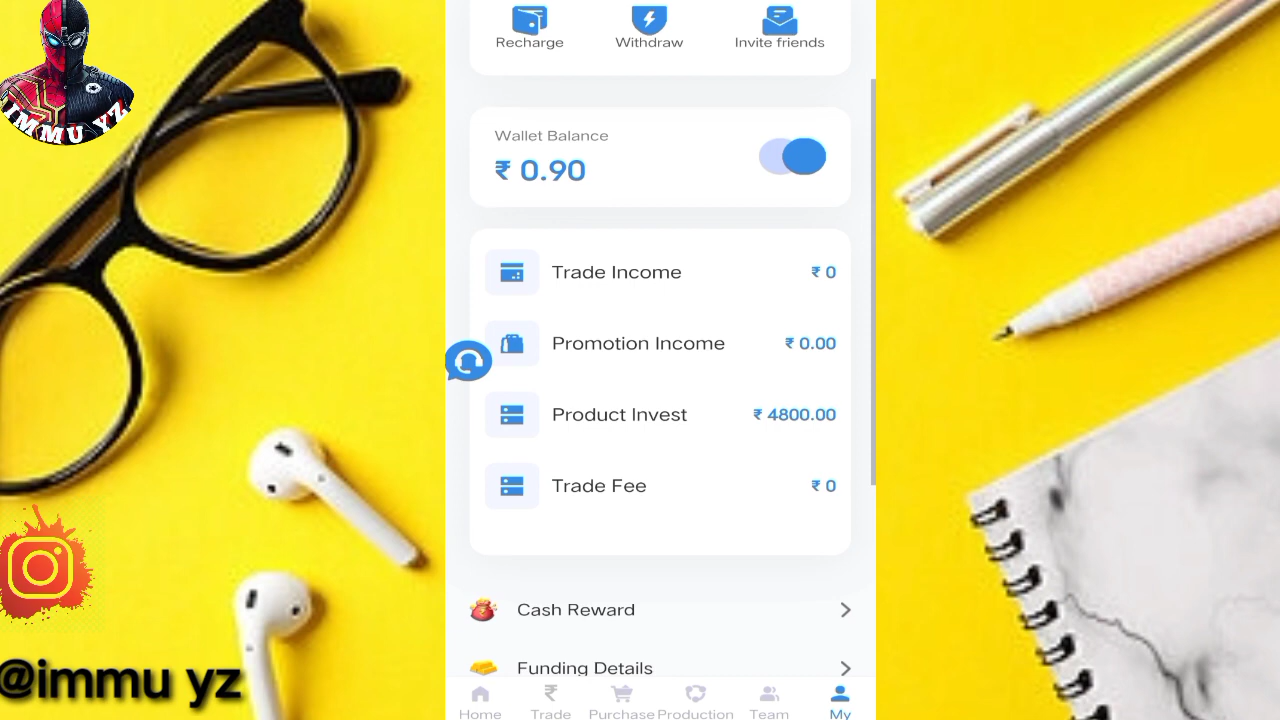 IMMU YZ
Recharge
Withdraw
Invite friends
Wallet Balance
₹ 0.90
Trade Income ₹ 0
Promotion Income ₹ 0.00
Product Invest ₹ 4800.00
Trade Fee ₹ 0
Cash Reward
Funding Details
Home
Trade
Purchase
Production
Team
My
@immu yz